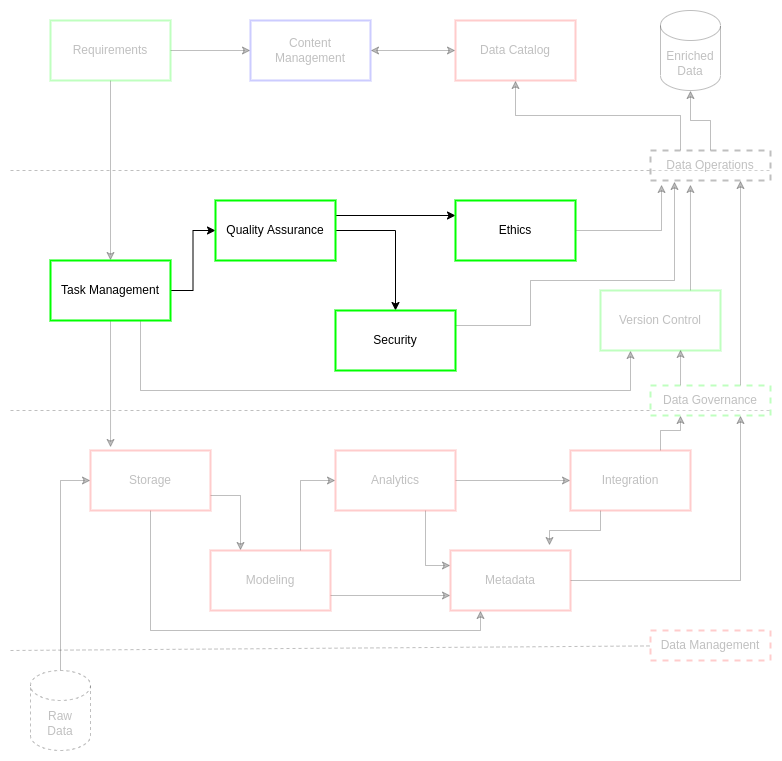 Requirements
Content
Management
Data Catalog
Enriched
Data
Data Operations
Quality Assurance
Ethics
Task Management
Security
Version Control
Data Governance
Storage
Analytics
Integration
Modeling
Metadata
Data Management
Raw
Data